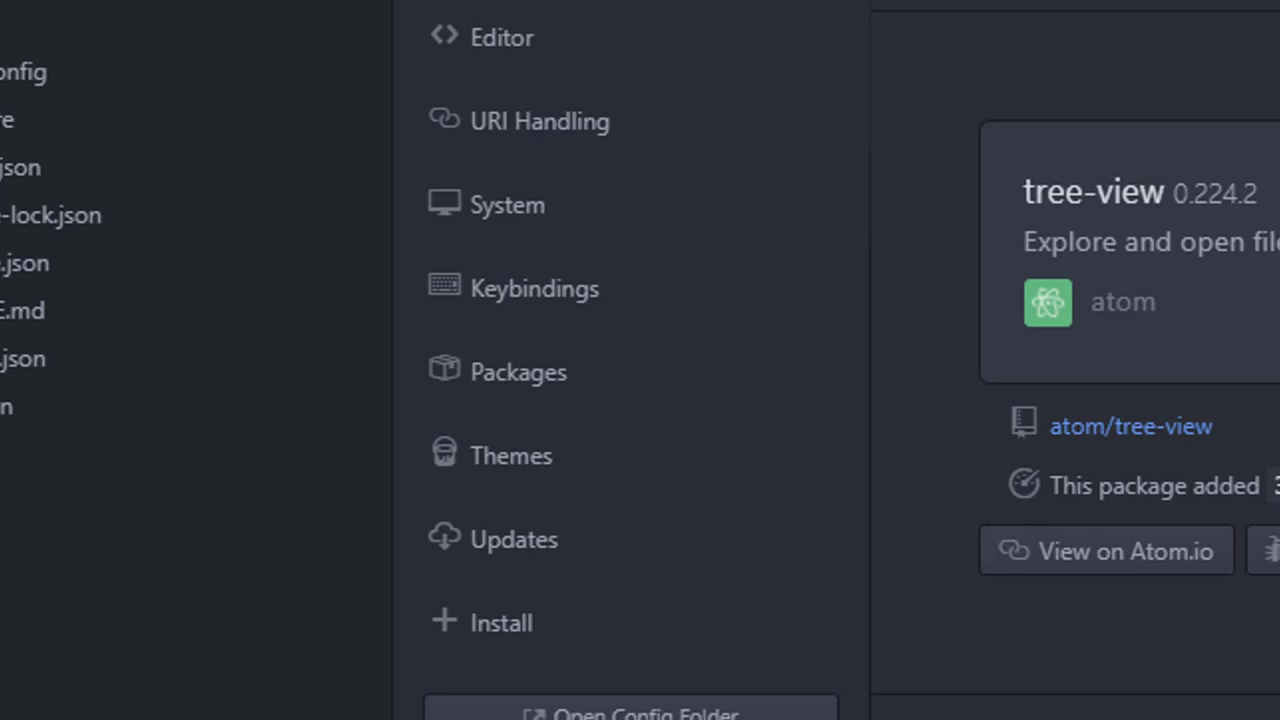 onfig
re
json
-lock.json
.json
E.md
.json
n
Editor
URI Handling
System
Keybindings
Packages
Themes
Updates
Install
Open Config Folder
tree-view 0.224.2
Explore and open file
atom
atom/tree-view
This package added 3
View on Atom.io